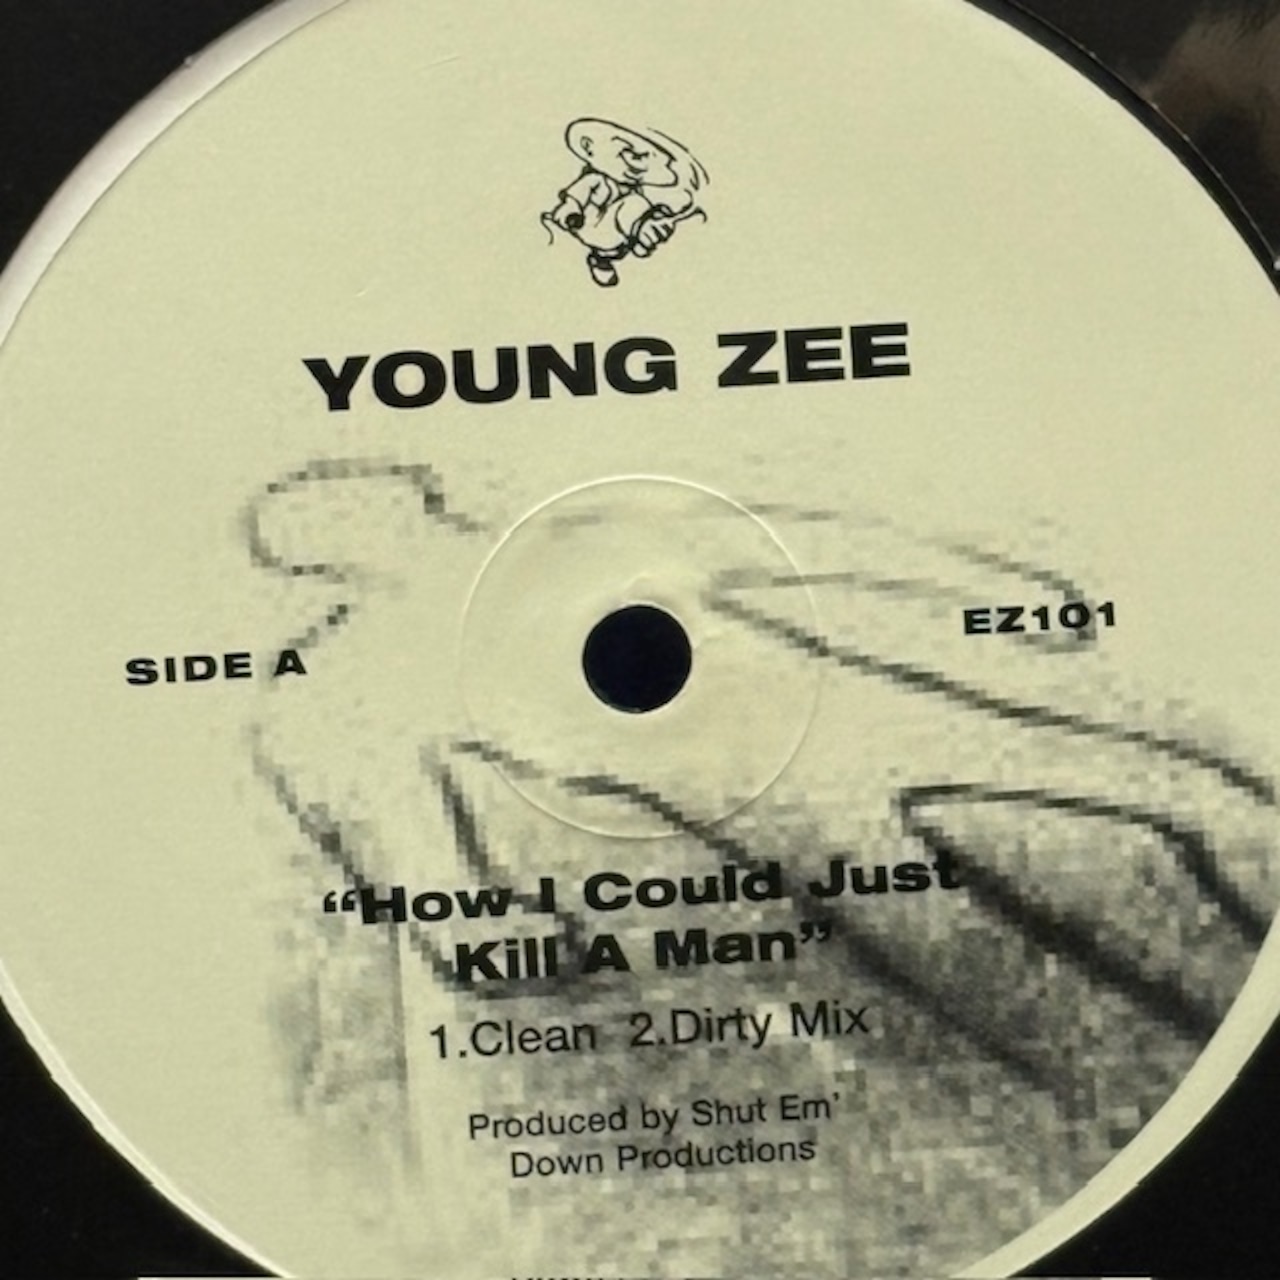 YOUNG ZEE
SIDE A
EZ101
“How I Could Just
Kill A Man”
1.Clean 2.Dirty Mix
Produced by Shut Em’
Down Productions